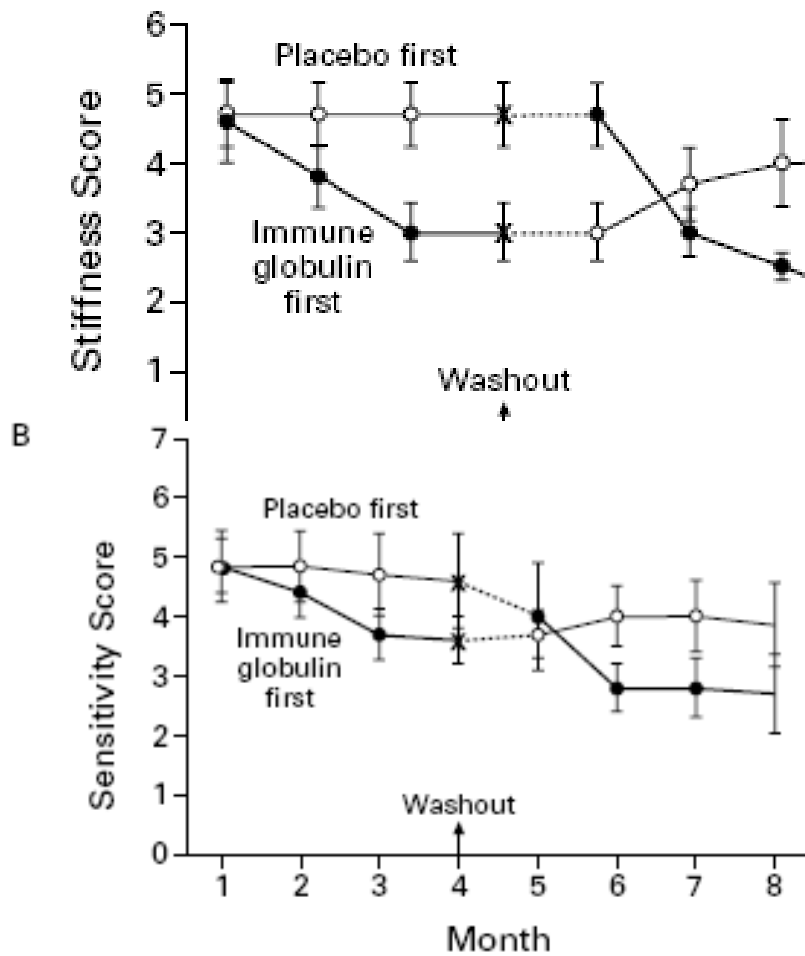 6
Placebo first
5
4
Immune
globulin
first
3
2
1
Stiffness Score
Washout
B
7
6
Placebo first
5
4
Immune
globulin
first
3
2
1
0
Sensitivity Score
Washout
1 2 3 4 5 6 7 8
Month